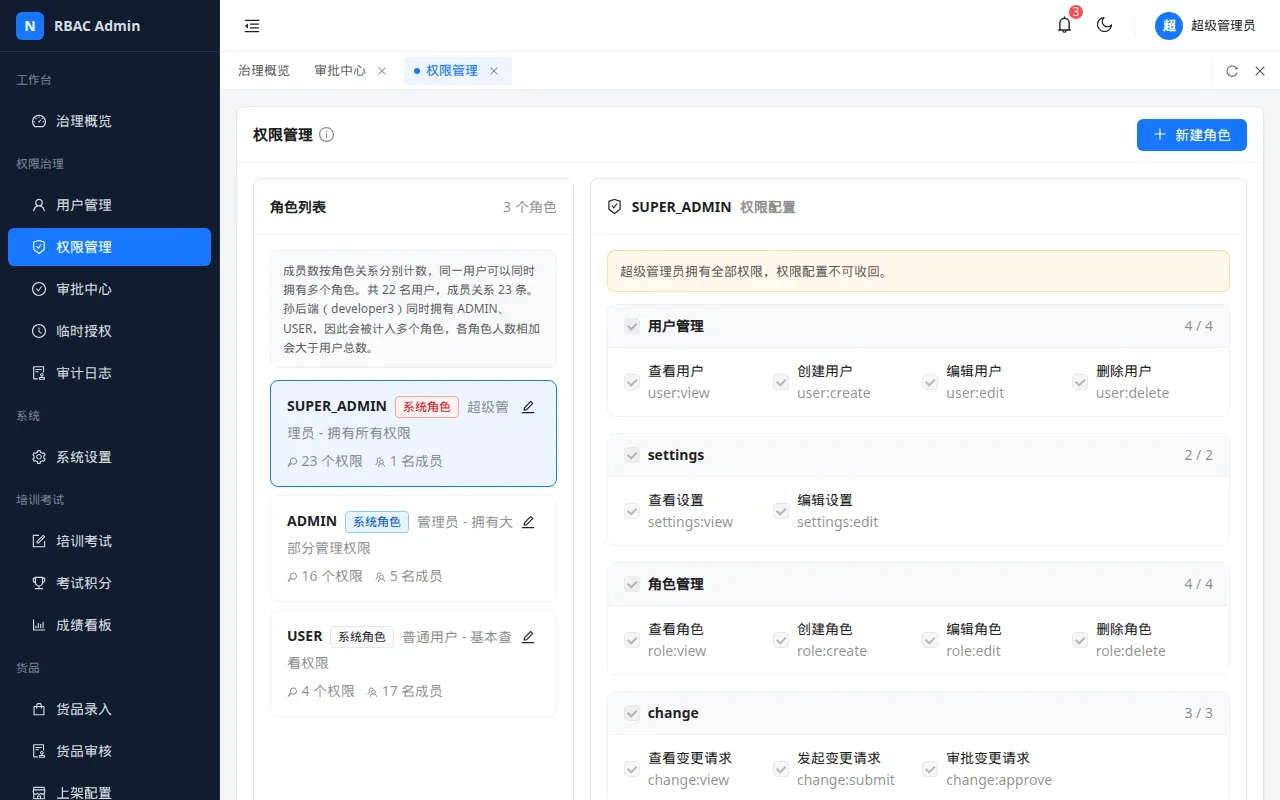 N RBAC Admin
工作台
治理概览
权限治理
用户管理
权限管理
审批中心
临时授权
审计日志
系统
系统设置
培训考试
培训考试
考试积分
成绩看板
货品
货品录入
货品审核
上架配置
3
超 超级管理员
治理概览 审批中心 权限管理
权限管理
新建角色
角色列表 3 个角色
成员数按角色关系分别计数，同一用户可以同时
拥有多个角色。共 22 名用户，成员关系 23 条。
孙后端（developer3）同时拥有 ADMIN、
USER，因此会被计入多个角色，各角色人数相加
会大于用户总数。
SUPER_ADMIN 系统角色 超级管
理员 - 拥有所有权限
23 个权限 1 名成员
ADMIN 系统角色 管理员 - 拥有大
部分管理权限
16 个权限 5 名成员
USER 系统角色 普通用户 - 基本查
看权限
4 个权限 17 名成员
SUPER_ADMIN 权限配置
超级管理员拥有全部权限，权限配置不可收回。
用户管理 4 / 4
查看用户 创建用户 编辑用户 删除用户
user:view user:create user:edit user:delete
settings 2 / 2
查看设置 编辑设置
settings:view settings:edit
角色管理 4 / 4
查看角色 创建角色 编辑角色 删除角色
role:view role:create role:edit role:delete
change 3 / 3
查看变更请求 发起变更请求 审批变更请求
change:view change:submit change:approve